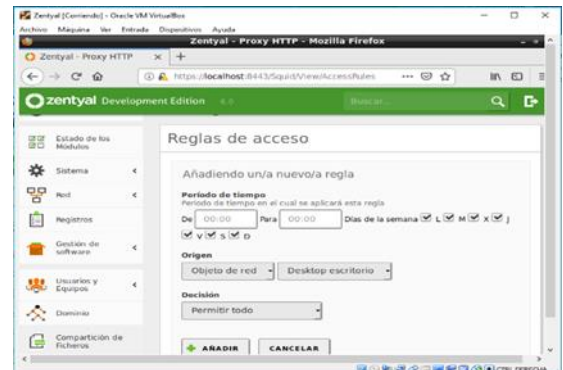 Zentyal [Corriendo] - Oracle VM VirtualBox
Archivo Máquina Ver Entrada Dispositivos Ayuda
Zentyal - Proxy HTTP - Mozilla Firefox
Zentyal - Proxy HTTP
https://localhost:8443/Squid/View/AccessRules
zentyal Development Edition 6.0
Buscar...
Reglas de acceso
Estado de los
Módulos
Sistema
Red
Registros
Gestión de
software
Usuarios y
Equipos
Dominio
Compartición de
Ficheros
Añadiendo un/a nuevo/a regla
Período de tiempo
Período de tiempo en el cual se aplicará esta regla
De 00:00 Para 00:00 Días de la semana L M X J
V S D
Origen
Objeto de red Desktop escritorio
Decisión
Permitir todo
AÑADIR CANCELAR
CTRL DERECHA